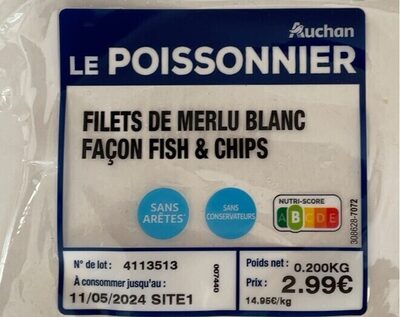 Auchan
LE POISSONNIER
FILETS DE MERLU BLANC
FAÇON FISH & CHIPS
SANS
ARÊTES*
SANS
CONSERVATEURS
NUTRI-SCORE
A B C D E
308628-7072
N° de lot : 4113513
À consommer jusqu'au :
11/05/2024 SITE1
007440
Poids net : 0.200KG
Prix : 2.99€
14.95€/kg